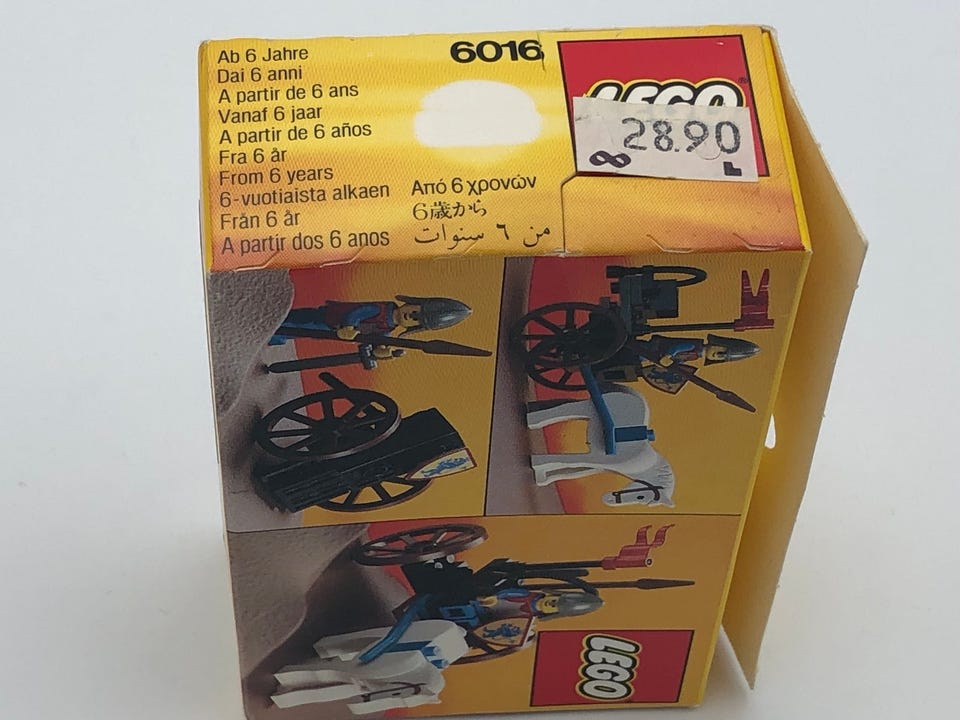 Ab 6 Jahre
Dai 6 anni
A partir de 6 ans
Vanaf 6 jaar
A partir de 6 años
Fra 6 år
From 6 years
6-vuotiaista alkaen
Från 6 år
A partir dos 6 anos
Από 6 χρονών
6歳から
من ٦ سنوات
6016
LEGO
28.90
8
F
LEGO